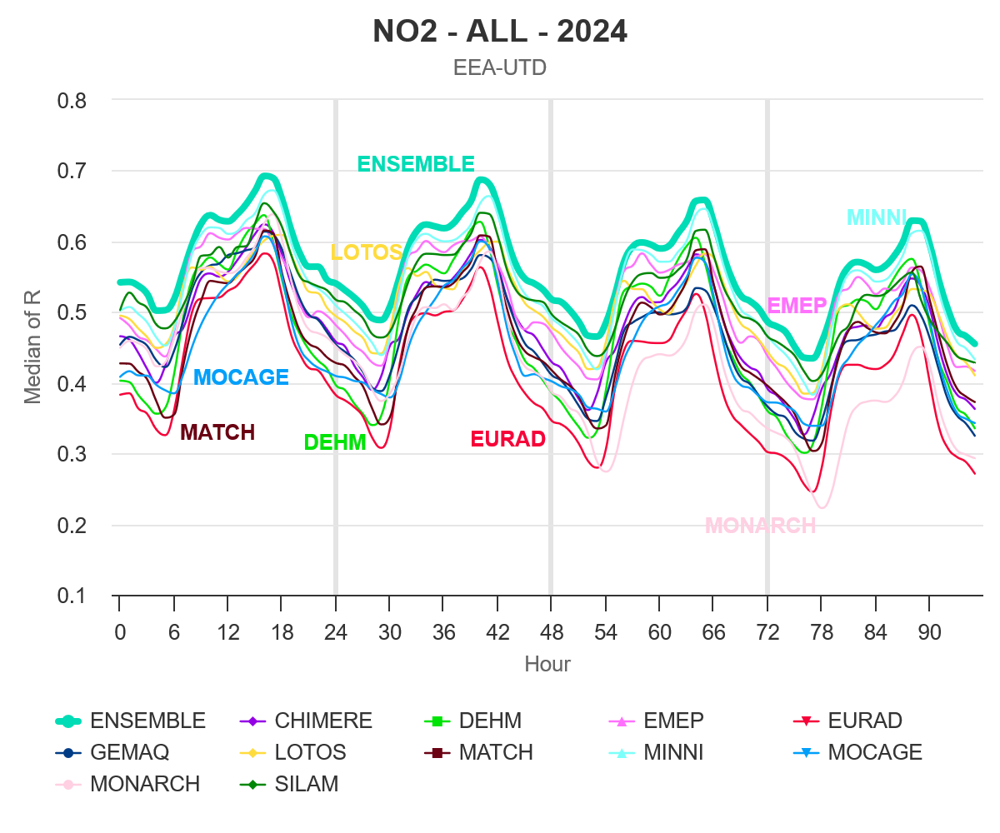 NO2 - ALL - 2024
EEA-UTD
0.8
0.7
0.6
0.5
0.4
0.3
0.2
0.1
Median of R
ENSEMBLE
MINNI
LOTOS
EMEP
MOCAGE
MATCH
DEHM
EURAD
MONARCH
0 6 12 18 24 30 36 42 48 54 60 66 72 78 84 90
Hour
ENSEMBLE CHIMERE DEHM EMEP EURAD
GEMAQ LOTOS MATCH MINNI MOCAGE
MONARCH SILAM